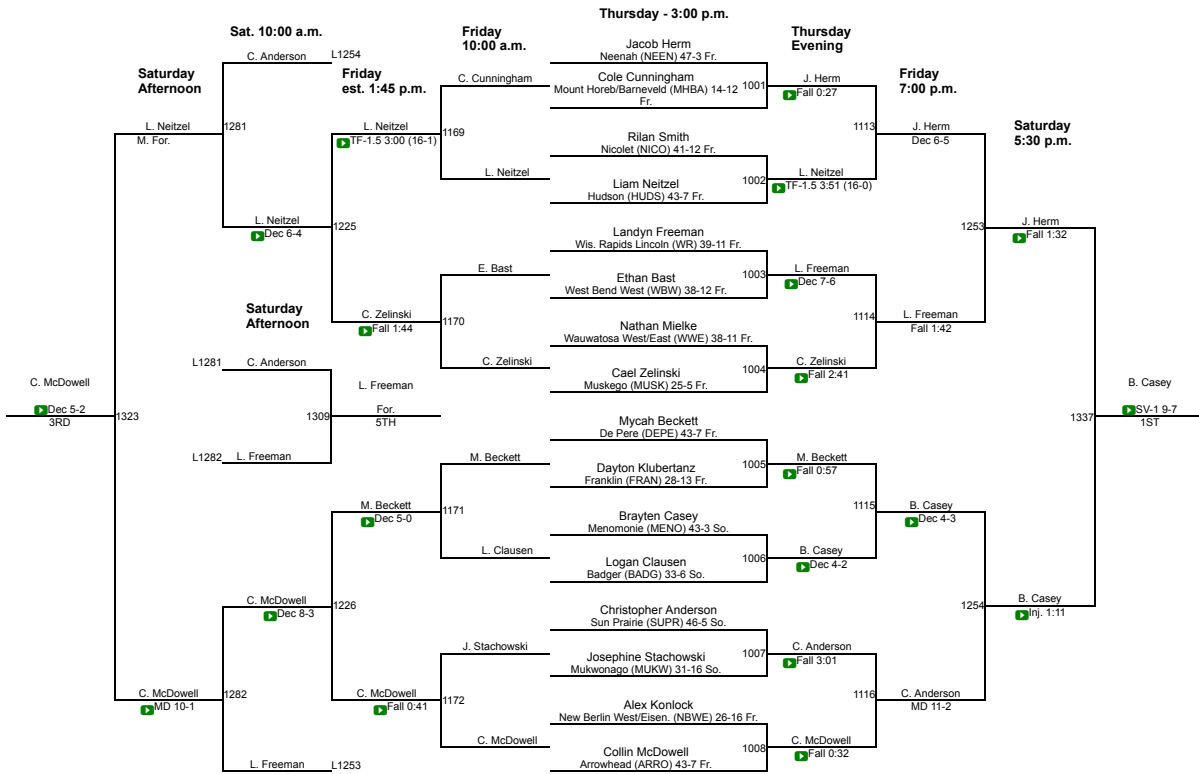 Thursday - 3:00 p.m.
Sat. 10:00 a.m.
Friday
10:00 a.m.
Thursday
Evening
Jacob Herm
Neenah (NEEN) 47-3 Fr.
C. Anderson
L1254
Saturday
Afternoon
Friday
est. 1:45 p.m.
Friday
7:00 p.m.
C. Cunningham
Cole Cunningham
Mount Horeb/Barneveld (MHBA) 14-12
Fr.
1001
J. Herm
Fall 0:27
L. Neitzel
M. For.
1281
L. Neitzel
TF-1.5 3:00 (16-1)
1169
Rilan Smith
Nicolet (NICO) 41-12 Fr.
1113
J. Herm
Dec 6-5
Saturday
5:30 p.m.
L. Neitzel
Liam Neitzel
Hudson (HUDS) 43-7 Fr.
1002
L. Neitzel
TF-1.5 3:51 (16-0)
L. Neitzel
Dec 6-4
1225
Landyn Freeman
Wis. Rapids Lincoln (WR) 39-11 Fr.
1253
J. Herm
Fall 1:32
E. Bast
Ethan Bast
West Bend West (WBW) 38-12 Fr.
1003
L. Freeman
Dec 7-6
Saturday
Afternoon
C. Zelinski
Fall 1:44
1170
Nathan Mielke
Wauwatosa West/East (WWE) 38-11 Fr.
1114
L. Freeman
Fall 1:42
L1281
C. Anderson
C. Zelinski
Cael Zelinski
Muskego (MUSK) 25-5 Fr.
1004
C. Zelinski
Fall 2:41
C. McDowell
Dec 5-2
3RD
1323
1309
L. Freeman
For.
5TH
Mycah Beckett
De Pere (DEPE) 43-7 Fr.
1337
B. Casey
SV-1 9-7
1ST
L1282
L. Freeman
M. Beckett
Dayton Klubertanz
Franklin (FRAN) 28-13 Fr.
1005
M. Beckett
Fall 0:57
M. Beckett
Dec 5-0
1171
Brayten Casey
Menomonie (MENO) 43-3 So.
1115
B. Casey
Dec 4-3
L. Clausen
Logan Clausen
Badger (BADG) 33-6 So.
1006
B. Casey
Dec 4-2
C. McDowell
Dec 8-3
1226
Christopher Anderson
Sun Prairie (SUPR) 46-5 So.
1254
B. Casey
Inj. 1:11
J. Stachowski
Josephine Stachowski
Mukwonago (MUKW) 31-16 So.
1007
C. Anderson
Fall 3:01
C. McDowell
MD 10-1
1282
C. McDowell
Fall 0:41
1172
Alex Konlock
New Berlin West/Eisen. (NBWE) 26-16 Fr.
1116
C. Anderson
MD 11-2
C. McDowell
Collin McDowell
Arrowhead (ARRO) 43-7 Fr.
1008
C. McDowell
Fall 0:32
L. Freeman
L1253